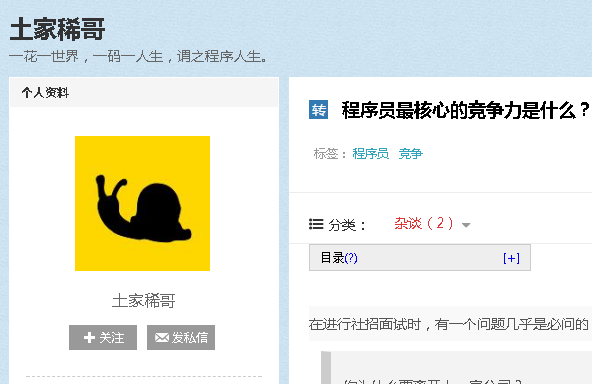 土家稀哥
一花一世界，一码一人生，谓之程序人生。
个人资料
土家稀哥
关注 发私信
转 程序员最核心的竞争力是什么？
标签： 程序员 竞争
分类： 杂谈（2）
目录(?) [+]
在进行社招面试时，有一个问题几乎是必问的